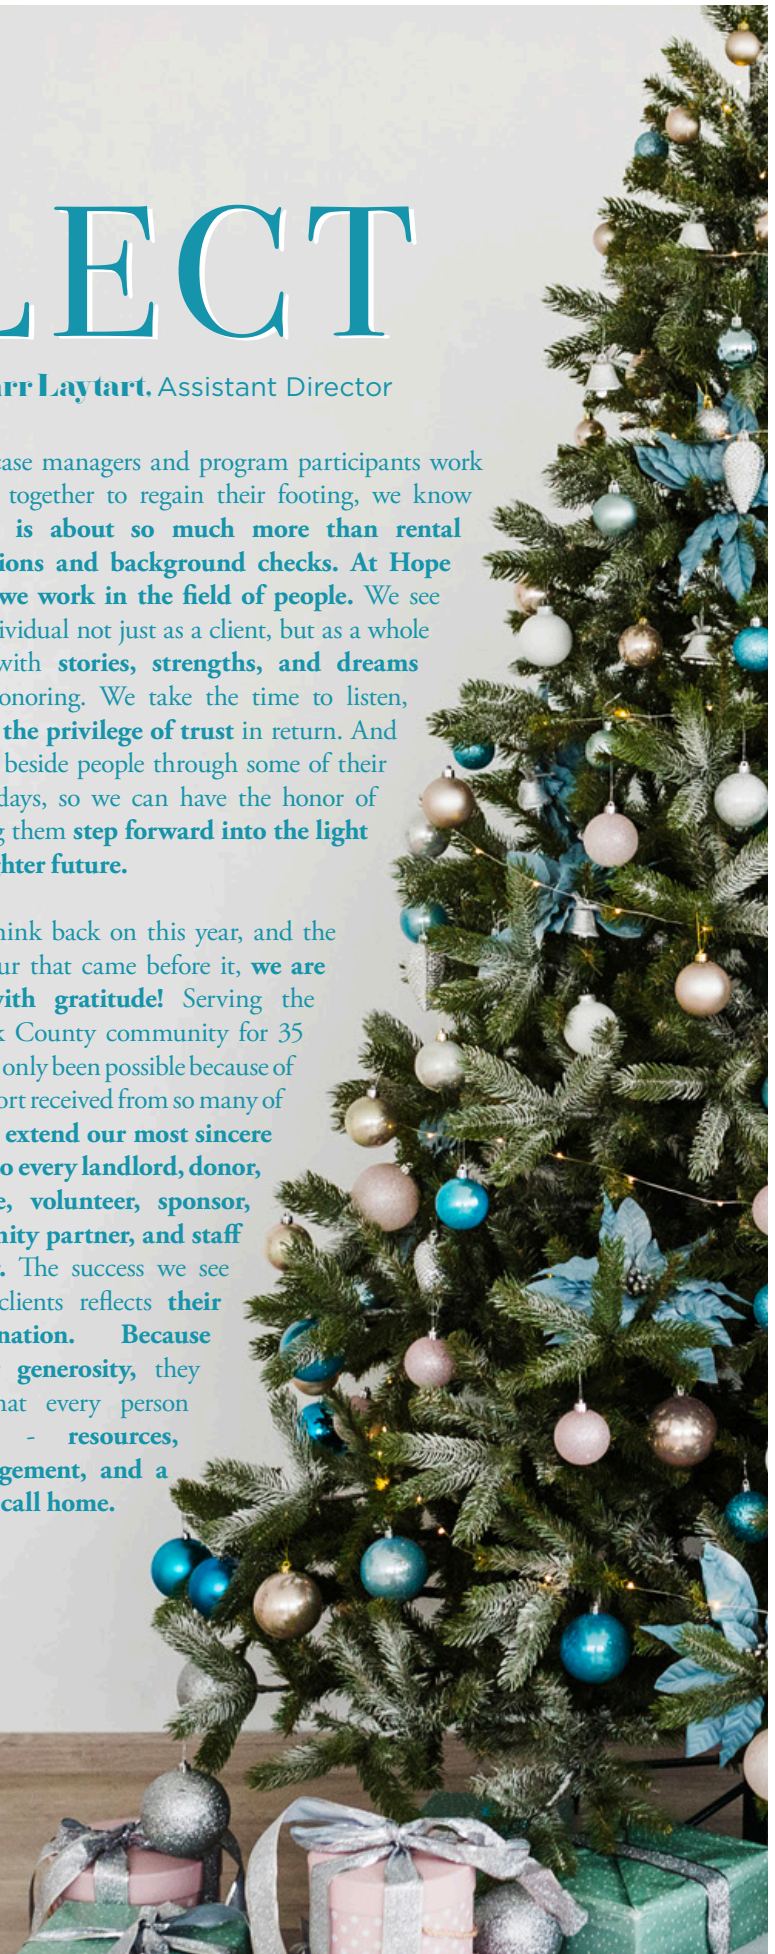 LECT
arr Laytart, Assistant Director
case managers and program participants work
together to regain their footing, we know
is about so much more than rental
ions and background checks. At Hope
we work in the field of people. We see
ividual not just as a client, but as a whole
with stories, strengths, and dreams
onoring. We take the time to listen,
the privilege of trust in return. And
beside people through some of their
days, so we can have the honor of
g them step forward into the light
hter future.
hink back on this year, and the
ur that came before it, we are
with gratitude! Serving the
k County community for 35
only been possible because of
ort received from so many of
extend our most sincere
o every landlord, donor,
e, volunteer, sponsor,
nity partner, and staff
. The success we see
clients reflects their
nation. Because
generosity, they
hat every person
- resources,
gement, and a
call home.